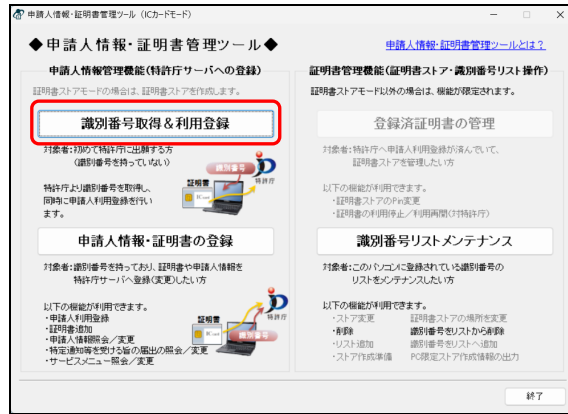 申請人情報・証明書管理ツール (ICカードモード)
◆申請人情報・証明書管理ツール◆
申請人情報・証明書管理ツールとは？
申請人情報管理機能(特許庁サーバへの登録)
証明書ストアモードの場合は、証明書ストアを作成します。
識別番号取得＆利用登録
対象者:初めて特許庁に出願する方
(識別番号を持っていない)
特許庁より識別番号を取得し、
同時に申請人利用登録を行い
ます。
識別番号
証明書
IC card
特許庁
申請人情報・証明書の登録
対象者:識別番号を持っており、証明書や申請人情報を
特許庁サーバへ登録(変更)したい方
以下の機能が利用できます。
・申請人利用登録
・証明書追加
・申請人情報照会／変更
・特定通知等を受ける旨の届出の照会／変更
・サービスメニュー照会／変更
証明書
IC card
識別番号
特許庁
証明書管理機能(証明書ストア・識別番号リスト操作)
証明書ストアモード以外の場合は、機能が限定されます。
登録済証明書の管理
対象者:特許庁へ申請人利用登録が済んでいて、
証明書ストアを管理したい方
以下の機能が利用できます。
・証明書ストアのPin変更
・証明書の利用停止／利用再開(対特許庁)
識別番号リストメンテナンス
対象者:このパソコンに登録されている識別番号の
リストをメンテナンスしたい方
以下の機能が利用できます。
・ストア変更 証明書ストアの場所を変更
・削除 識別番号をリストから削除
・リスト追加 識別番号をリストへ追加
・ストア作成準備 PC限定ストア作成情報の出力
終了